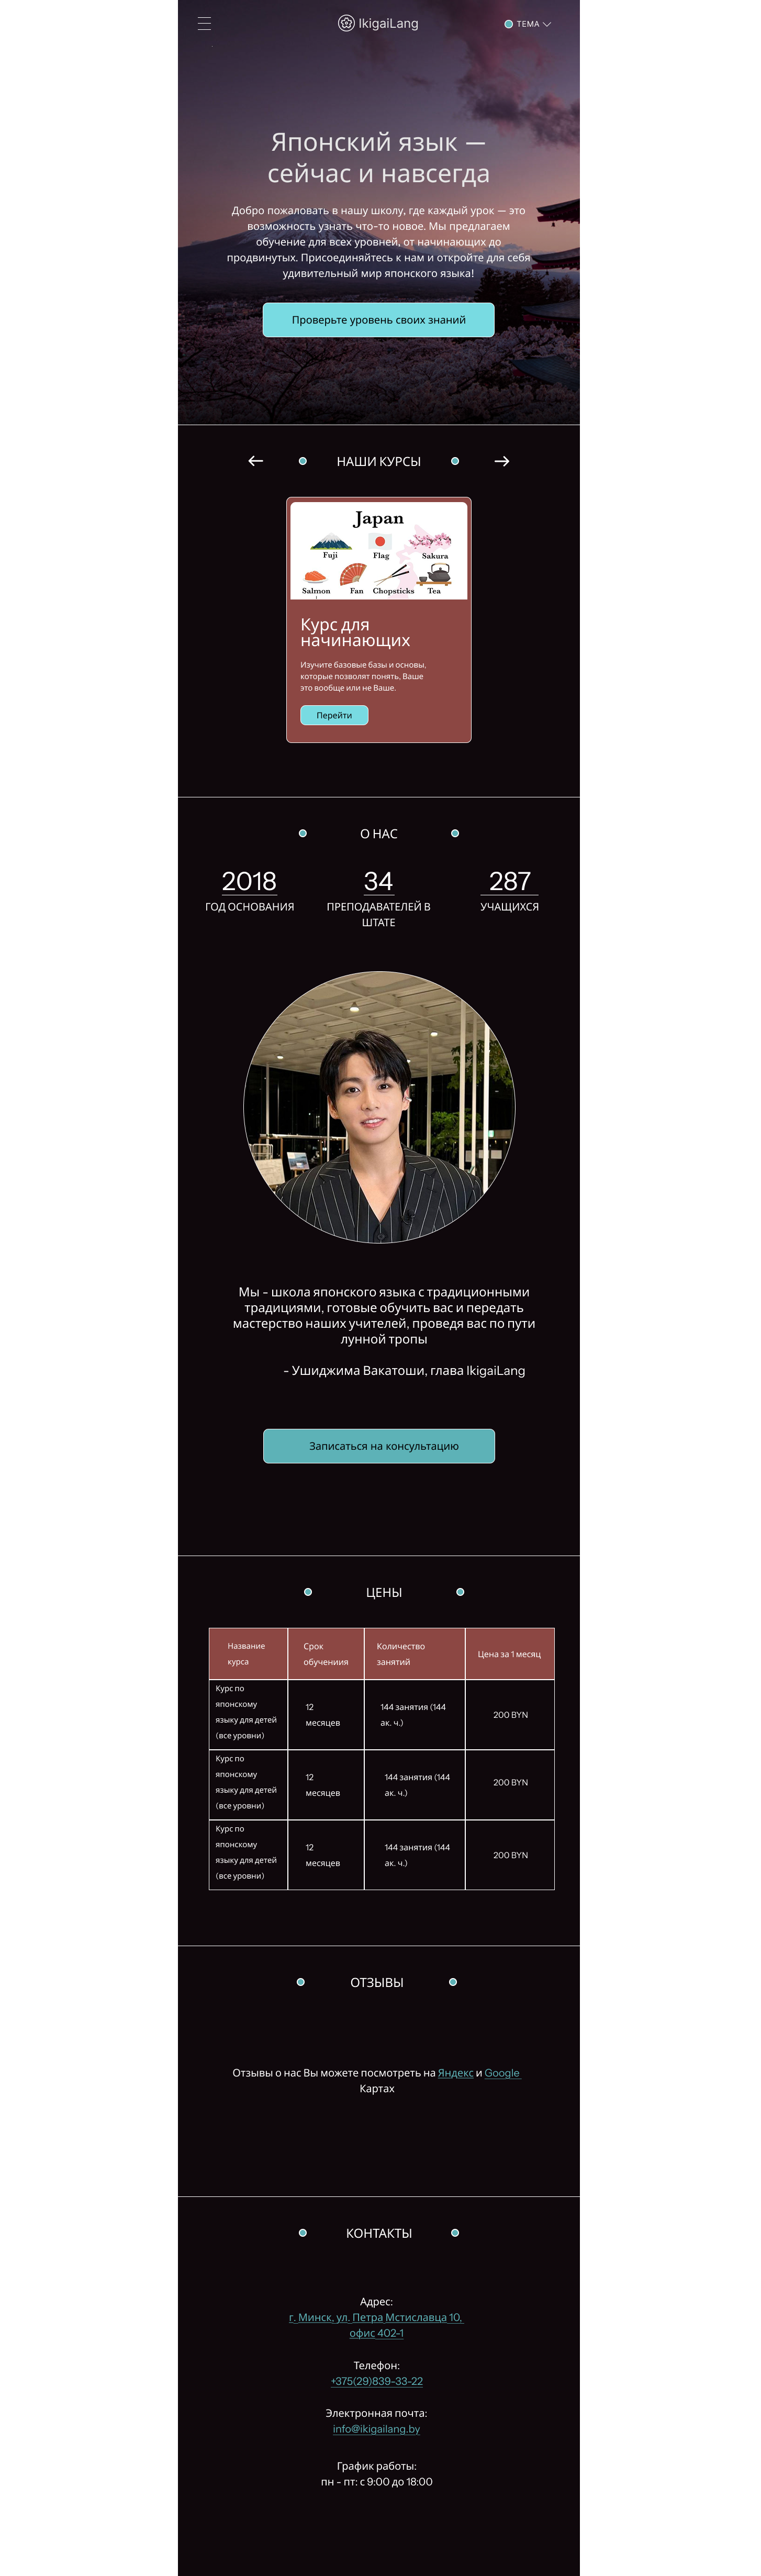 IkigaiLang
ТЕМА
Японский язык —
сейчас и навсегда
Добро пожаловать в нашу школу, где каждый урок — это
возможность узнать что-то новое. Мы предлагаем
обучение для всех уровней, от начинающих до
продвинутых. Присоединяйтесь к нам и откройте для себя
удивительный мир японского языка!
Проверьте уровень своих знаний
НАШИ КУРСЫ
Japan
Fuji
Flag
Sakura
Salmon
Fan
Chopsticks
Tea
Курс для
начинающих
Изучите базовые базы и основы,
которые позволят понять, Ваше
это вообще или не Ваше.
Перейти
О НАС
2018
ГОД ОСНОВАНИЯ
34
ПРЕПОДАВАТЕЛЕЙ В
ШТАТЕ
287
УЧАЩИХСЯ
Мы - школа японского языка с традиционными
традициями, готовые обучить вас и передать
мастерство наших учителей, проведя вас по пути
лунной тропы
- Ушиджима Вакатоши, глава IkigaiLang
Записаться на консультацию
ЦЕНЫ
Название
курса
Срок
обучениия
Количество
занятий
Цена за 1 месяц
Курс по
японскому
языку для детей
(все уровни)
12
месяцев
144 занятия (144
ак. ч.)
200 BYN
Курс по
японскому
языку для детей
(все уровни)
12
месяцев
144 занятия (144
ак. ч.)
200 BYN
Курс по
японскому
языку для детей
(все уровни)
12
месяцев
144 занятия (144
ак. ч.)
200 BYN
ОТЗЫВЫ
Отзывы о нас Вы можете посмотреть на Яндекс и Google
Картах
КОНТАКТЫ
Адрес:
г. Минск, ул. Петра Мстиславца 10,
офис 402-1
Телефон:
+375(29)839-33-22
Электронная почта:
info@ikigailang.by
График работы:
пн - пт: с 9:00 до 18:00